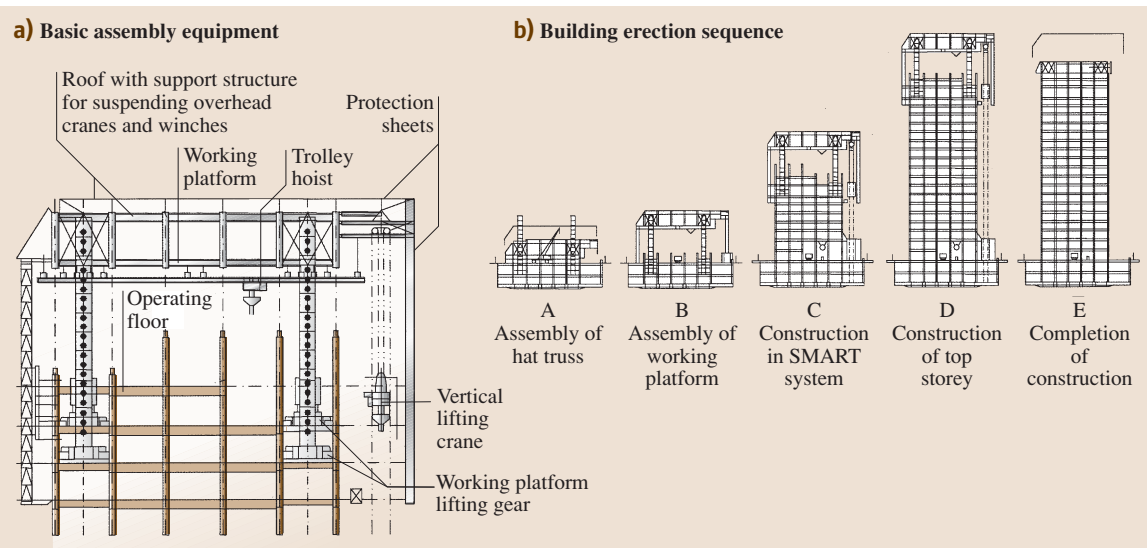 a) Basic assembly equipment
Roof with support structure
for suspending overhead
cranes and winches
Protection
sheets
Working
platform
Trolley
hoist
Operating
floor
Vertical
lifting
crane
Working platform
lifting gear
b) Building erection sequence
A
Assembly of
hat truss
B
Assembly of
working
platform
C
Construction
in SMART
system
D
Construction
of top
storey
E
Completion
of
construction